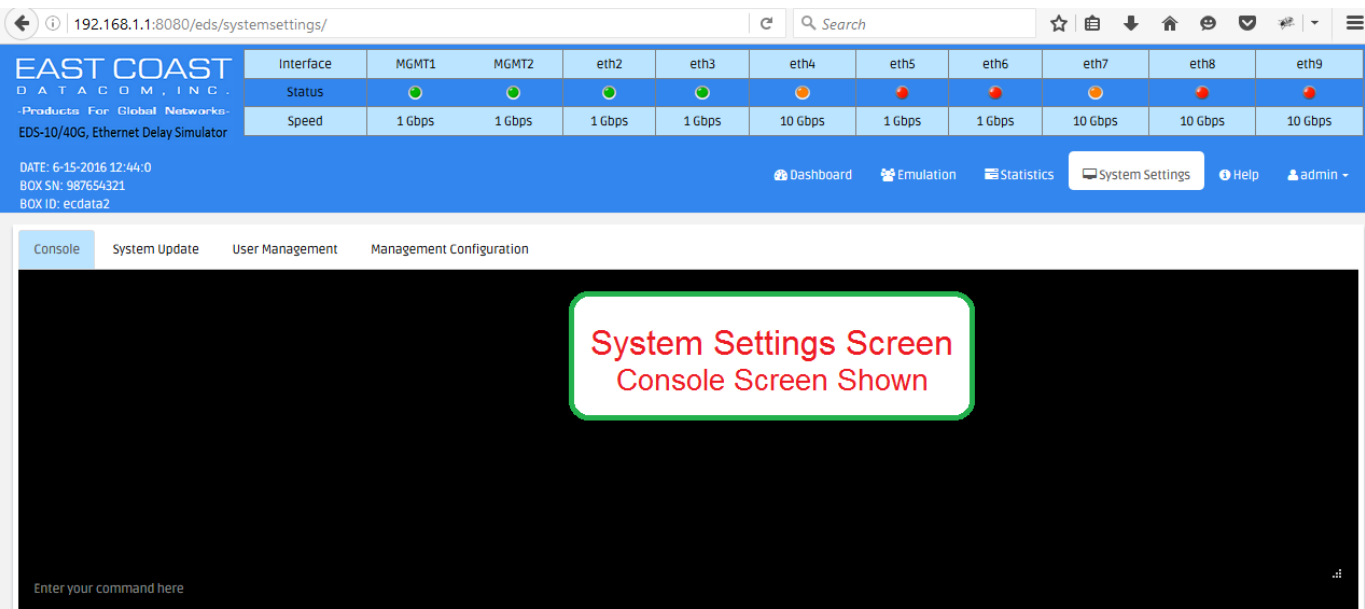 192.168.1.1:8080/eds/systemsettings/
Search
EAST COAST
DATACOM, INC.
-Products For Global Networks-
EDS-10/40G, Ethernet Delay Simulator
Interface MGMT1 MGMT2 eth2 eth3 eth4 eth5 eth6 eth7 eth8 eth9
Status
Speed 1 Gbps 1 Gbps 1 Gbps 1 Gbps 10 Gbps 1 Gbps 1 Gbps 10 Gbps 10 Gbps 10 Gbps
DATE: 6-15-2016 12:44:0
BOX SN: 987654321
BOX ID: ecdata2
Dashboard Emulation Statistics System Settings Help admin
Console System Update User Management Management Configuration
System Settings Screen
Console Screen Shown
Enter your command here